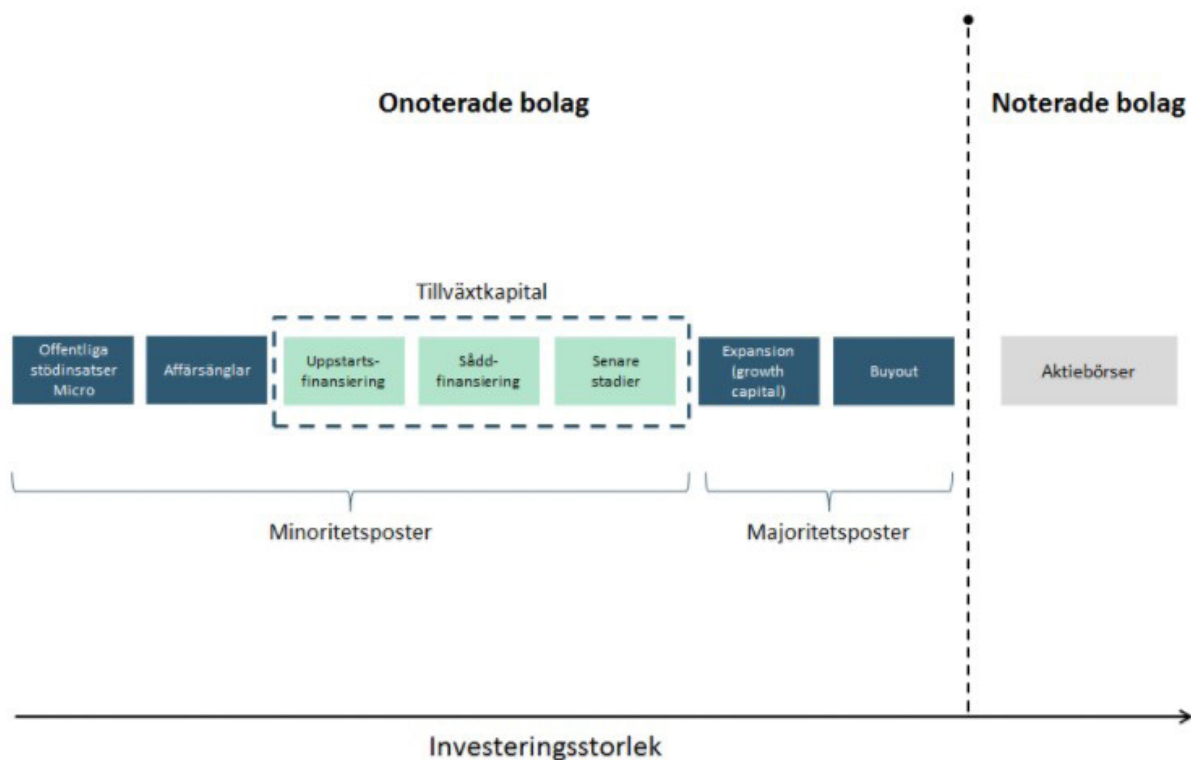 Onoterade bolag
Noterade bolag
Tillväxtkapital
Offentliga
stödinsatser
Micro
Affärsänglar
Uppstarts-
finansiering
Sådd-
finansiering
Senare
stadier
Expansion
(growth
capital)
Buyout
Aktiebörser
Minoritetsposter
Majoritetsposter
Investeringsstorlek